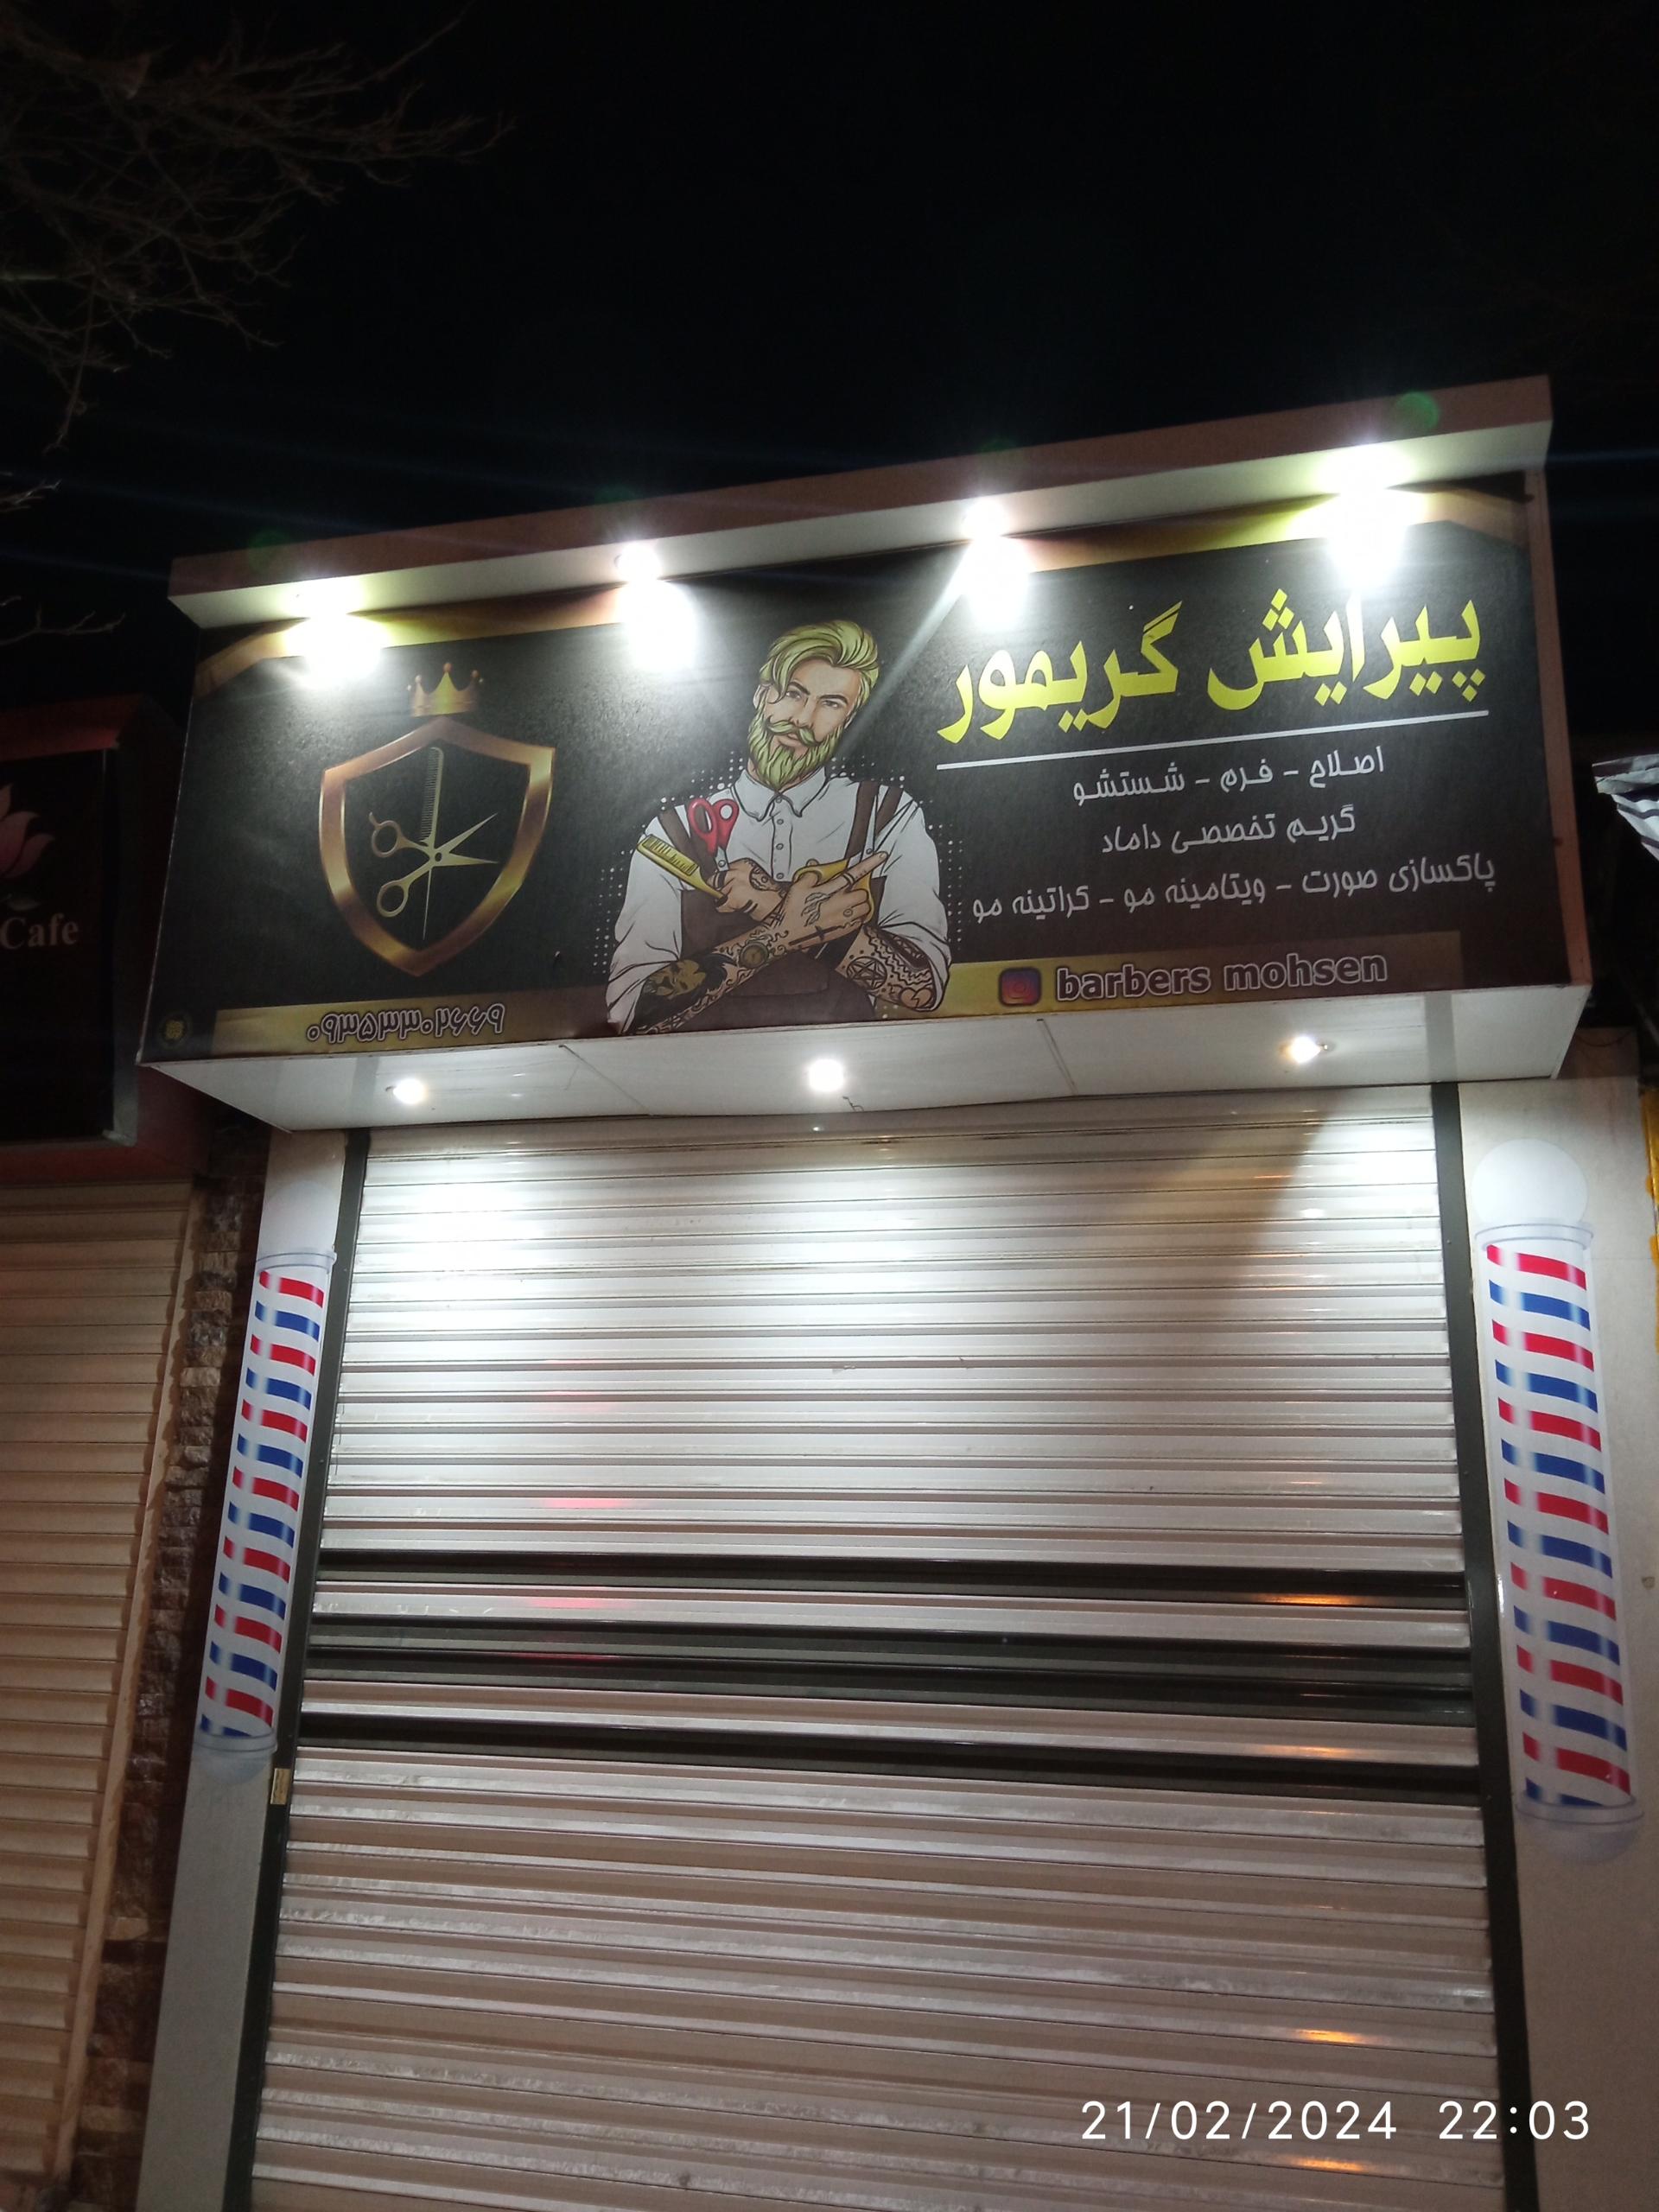 پیرایش گریمور
اصلاح - فرم - شستشو
گریم تخصصی داماد
پاکسازی صورت - ویتامینه مو - کراتینه مو
barbers mohsen
۰۹۳۵۳۳۰۲۶۶۹
Cafe
21/02/2024 22:03